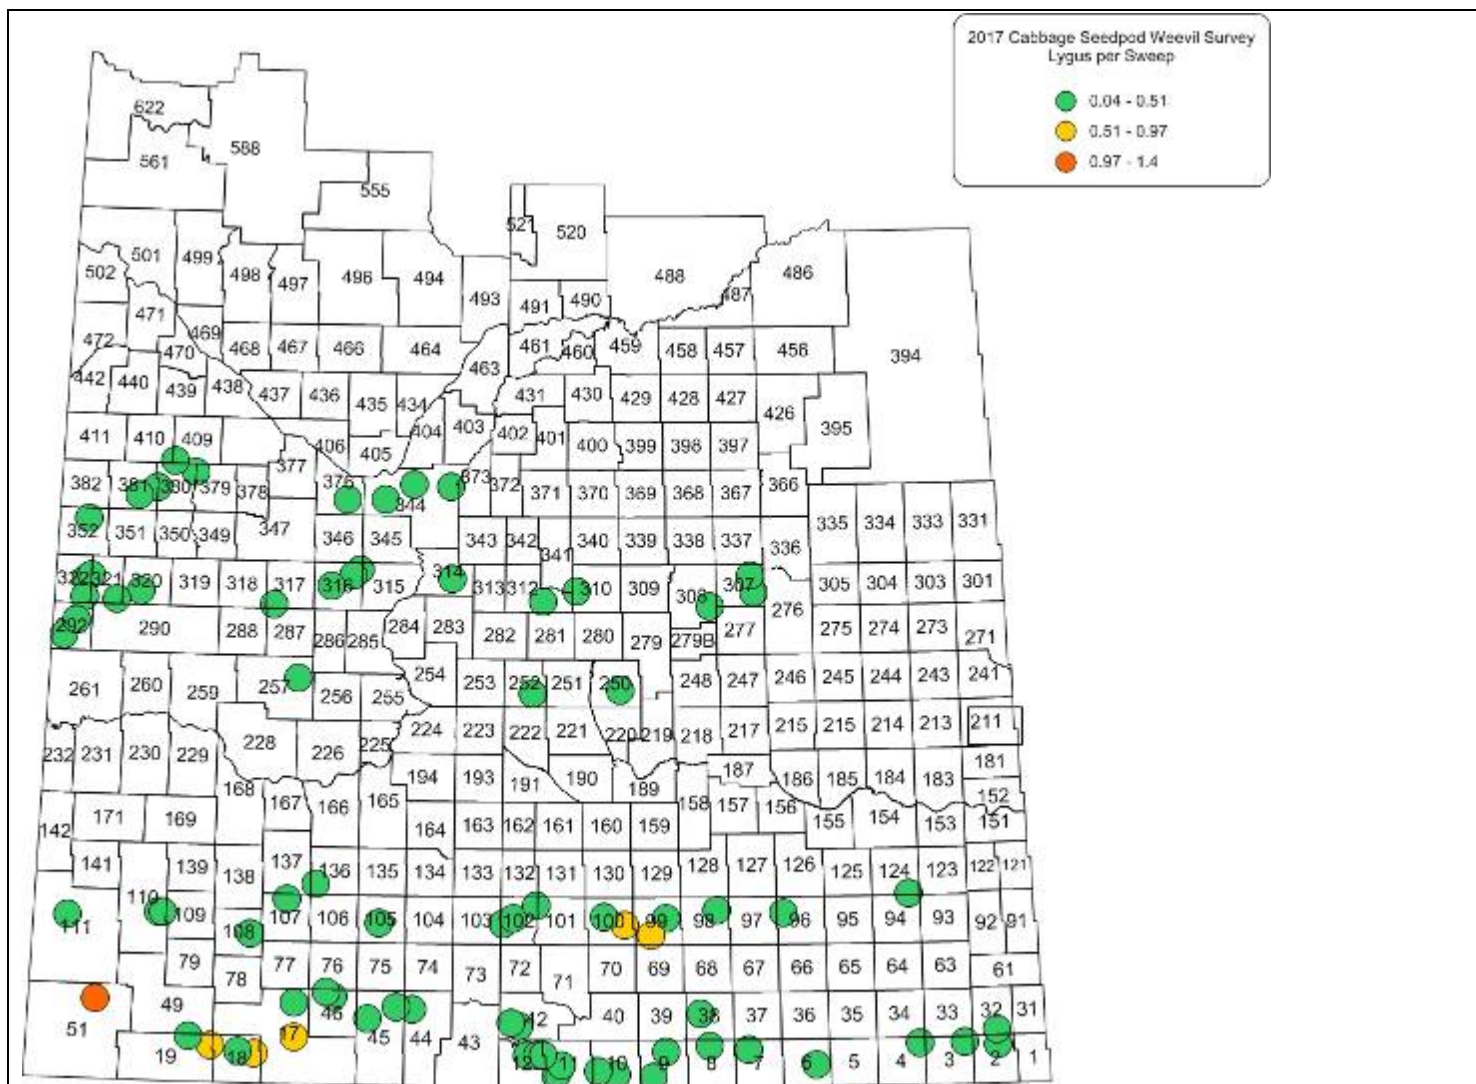 2017 Cabbage Seedpod Weevil Survey
Lygus per Sweep
0.04 - 0.51
0.51 - 0.97
0.97 - 1.4
622
588
561
555
521 520
501 499 502 498 497 496 494 488 486
493 491 490 487
471 472 469 470 468 467 466 464 461 460 459 458 457 456
463 394
442 440 439 438 437 436 435 434 431 430 429 428 427
426 395
411 410 409 406 405 404 403 402 401 400 399 398 397
377
382 381 380 379 378 376 344 373 372 371 370 369 368 367 366
352 351 350 349 347 346 345 343 342 341 340 339 338 337 336 335 334 333 331
321 320 319 318 317 316 315 314 313 312 310 309 308 307 305 304 303 301
276
292 290 288 287 286 285 284 283 282 281 280 279 279B 277 275 274 273 271
261 260 259 257 256 255 254 253 252 251 250 248 247 246 245 244 243 241
232 231 230 229 228 226 225 224 223 222 221 220 219 218 217 215 215 214 213 211
194 193 191 190 189 187 186 185 184 183 181
171 169 168 167 166 165 158 157 156 152
142 164 163 162 161 160 159 155 154 153 151
141 139 138 137 136 135 134 133 132 131 130 129 128 127 126 125 124 123 122 121
111 110 109 108 107 106 105 104 103 102 101 100 99 98 97 96 95 94 93 92 91
79 78 77 76 75 74 73 72 71 70 69 68 67 66 65 64 63 61
51 49 46 45 44 43 42 40 39 38 37 36 35 34 33 32 31
19 18 17 12 11 10 9 8 7 6 5 4 3 2 1